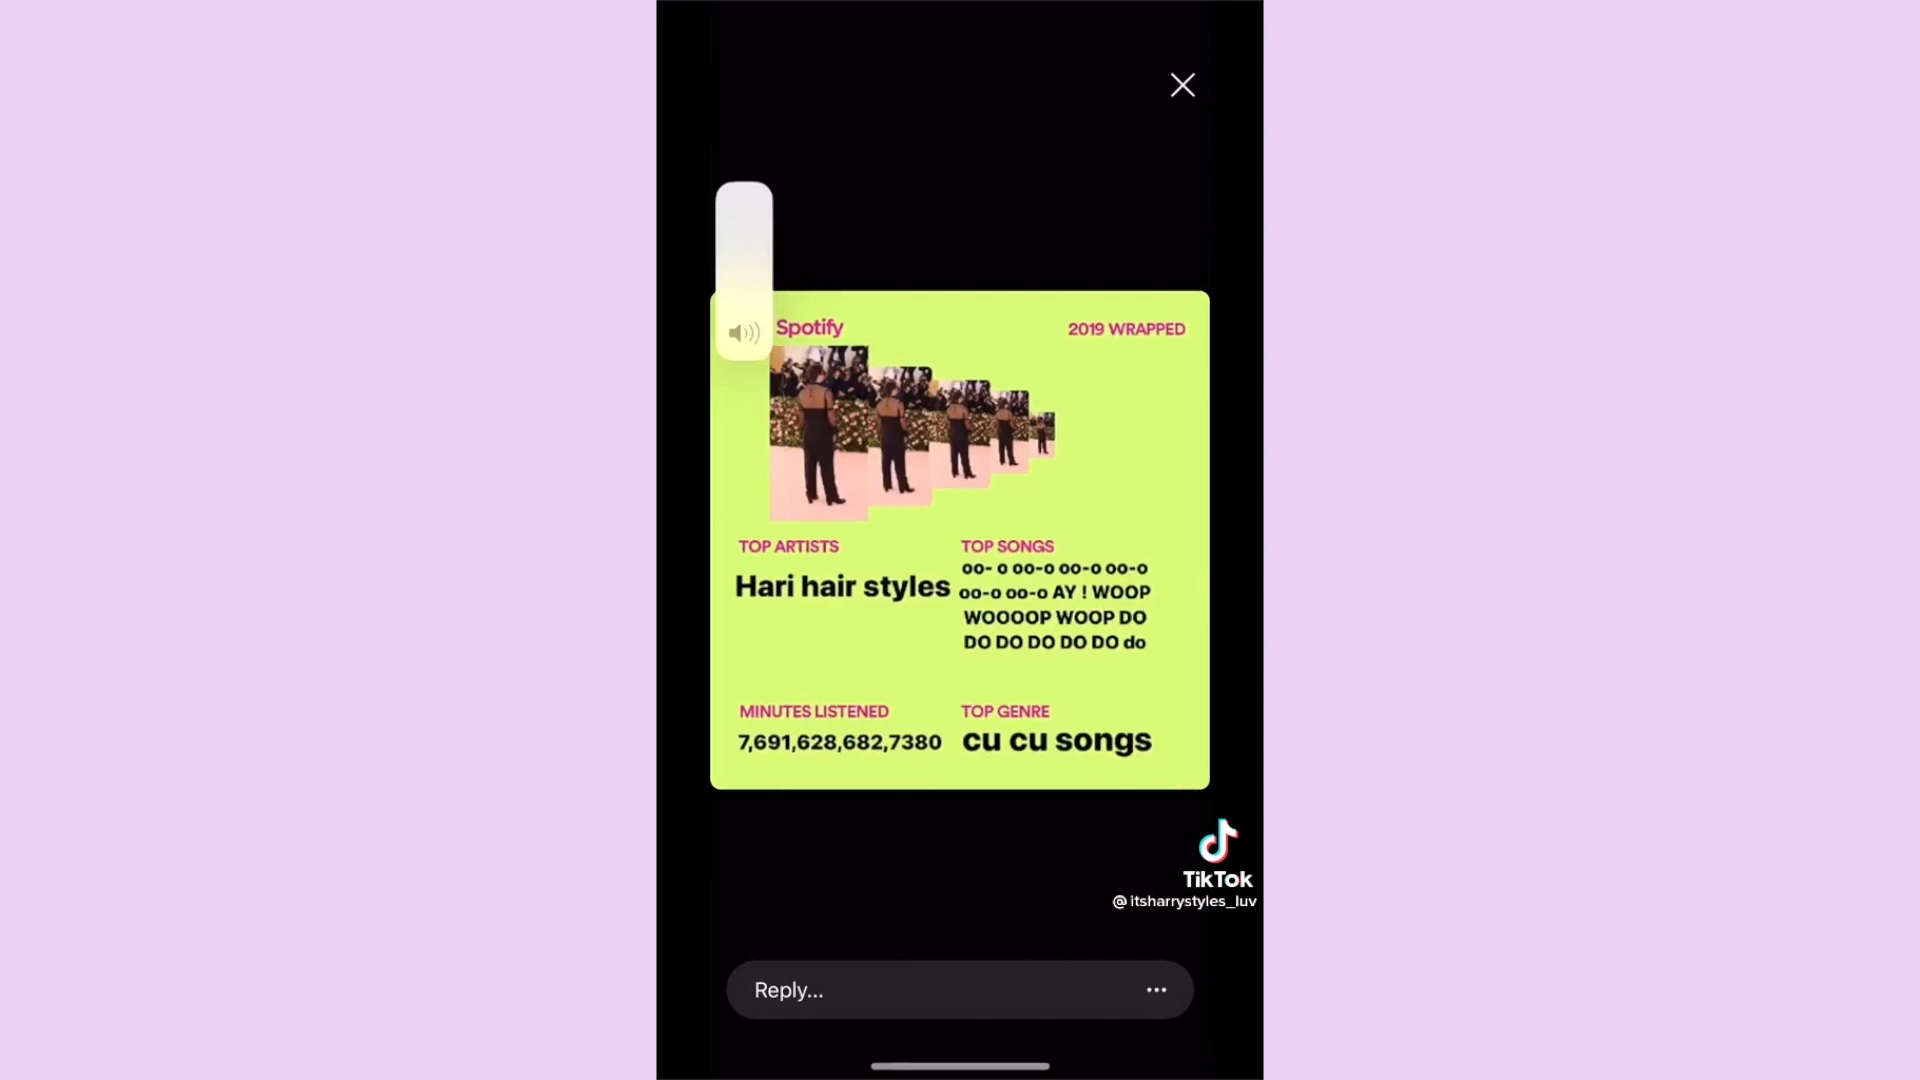 Spotify
2019 WRAPPED
TOP ARTISTS
Hari hair styles
TOP SONGS
oo- o oo-o oo-o oo-o
oo-o oo-o AY ! WOOP
WOOOOP WOOP DO
DO DO DO DO DO do
MINUTES LISTENED
7,691,628,682,7380
TOP GENRE
cu cu songs
TikTok
@itsharrystyles_luv
Reply...